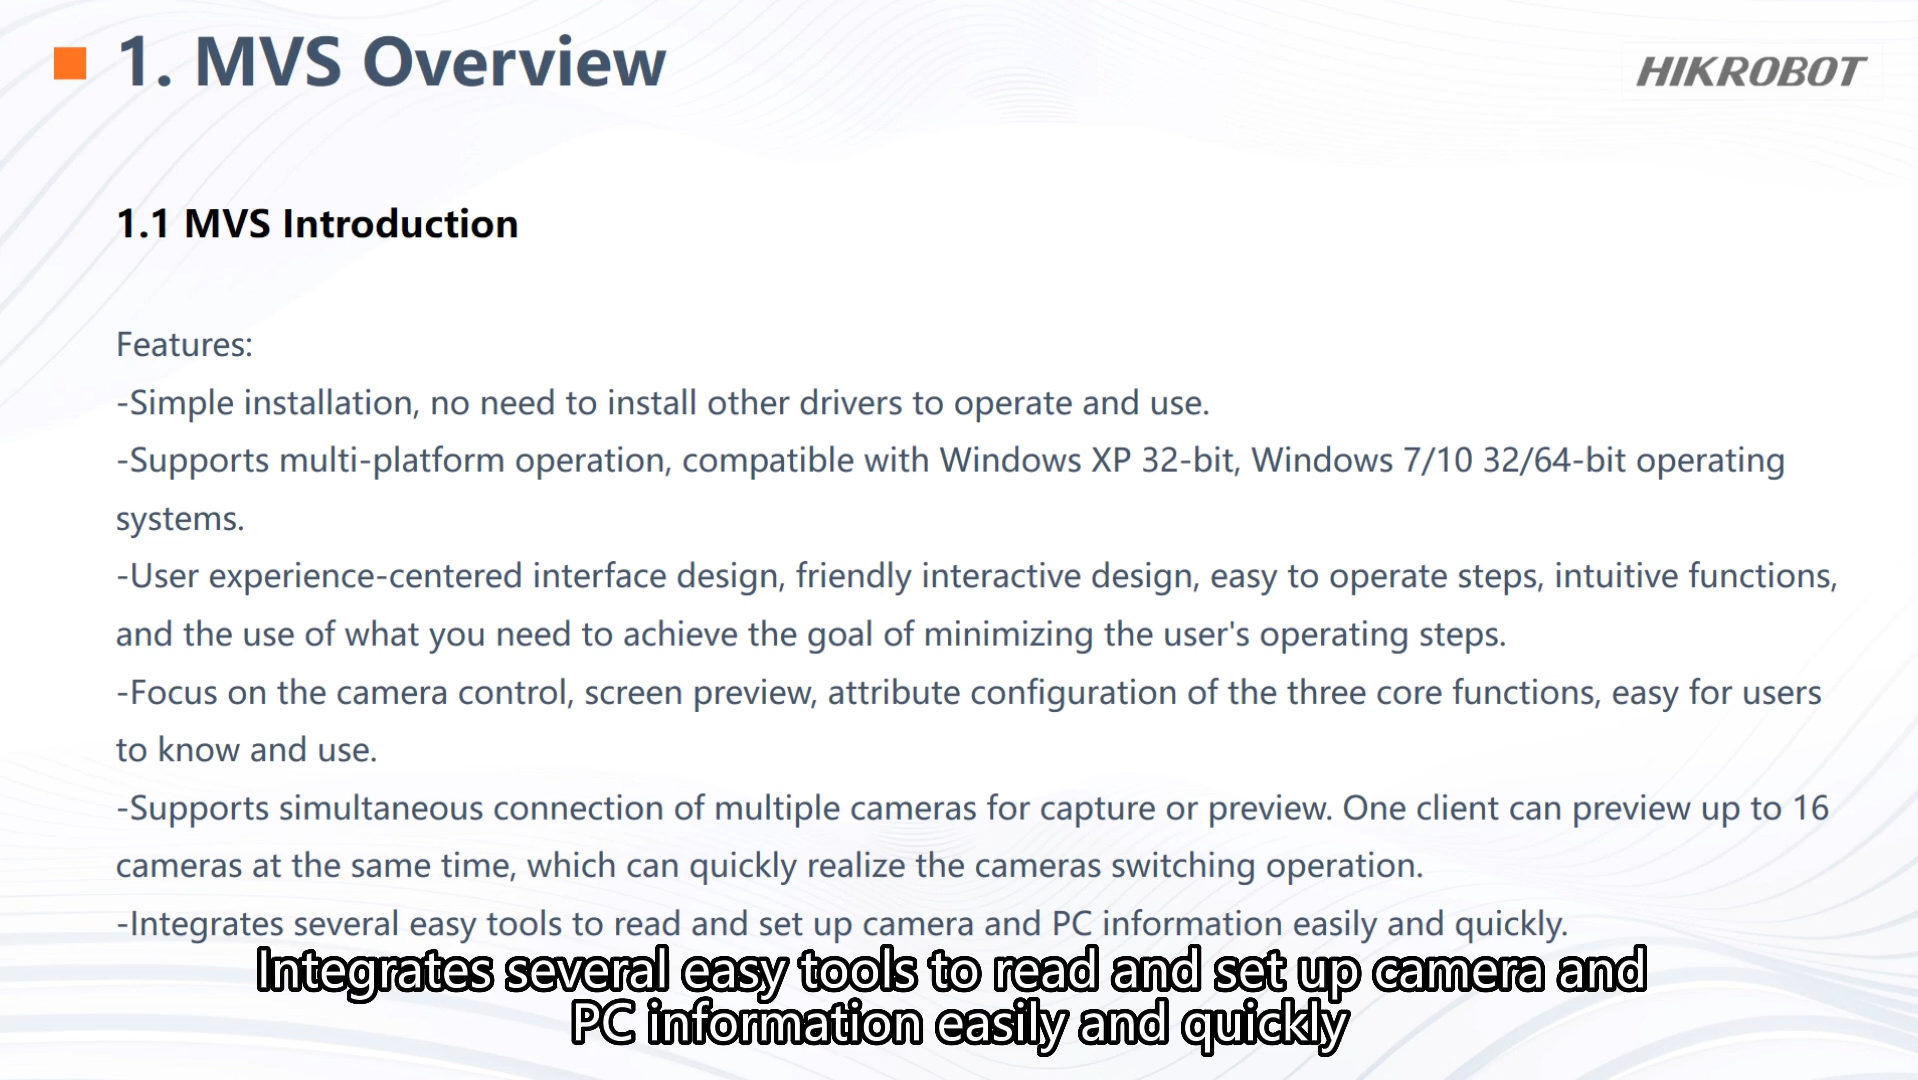 1. MVS Overview
HIKROBOT
1.1 MVS Introduction
Features:
-Simple installation, no need to install other drivers to operate and use.
-Supports multi-platform operation, compatible with Windows XP 32-bit, Windows 7/10 32/64-bit operating
systems.
-User experience-centered interface design, friendly interactive design, easy to operate steps, intuitive functions,
and the use of what you need to achieve the goal of minimizing the user's operating steps.
-Focus on the camera control, screen preview, attribute configuration of the three core functions, easy for users
to know and use.
-Supports simultaneous connection of multiple cameras for capture or preview. One client can preview up to 16
cameras at the same time, which can quickly realize the cameras switching operation.
-Integrates several easy tools to read and set up camera and PC information easily and quickly.
Integrates several easy tools to read and set up camera and
PC information easily and quickly